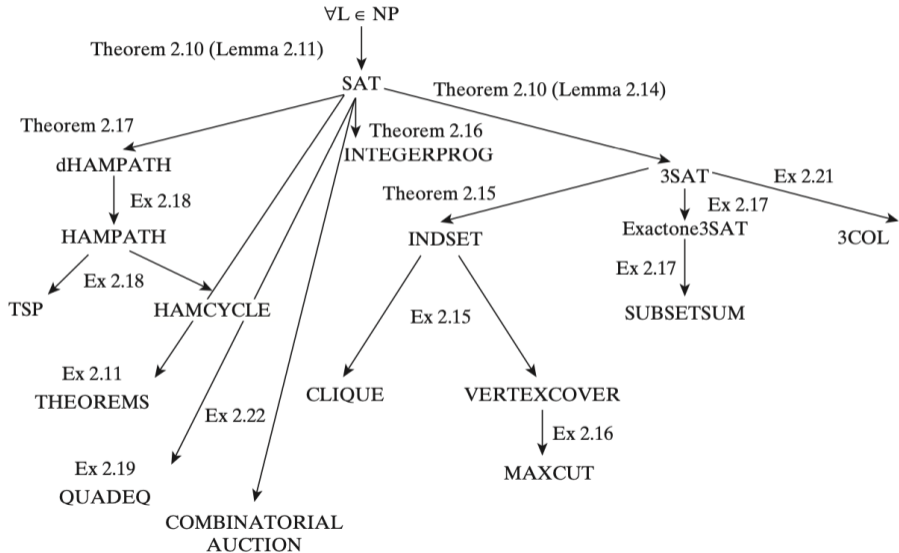 ∀L ∈ NP
Theorem 2.10 (Lemma 2.11)
SAT
Theorem 2.10 (Lemma 2.14)
Theorem 2.17
Theorem 2.16
dHAMPATH
INTEGERPROG
3SAT
Ex 2.21
Theorem 2.15
Ex 2.18
Ex 2.17
HAMPATH
INDSET
Exactone3SAT
3COL
Ex 2.18
Ex 2.17
TSP
HAMCYCLE
Ex 2.15
SUBSETSUM
Ex 2.11
THEOREMS
CLIQUE
VERTEXCOVER
Ex 2.22
Ex 2.16
Ex 2.19
QUADEQ
MAXCUT
COMBINATORIAL
AUCTION